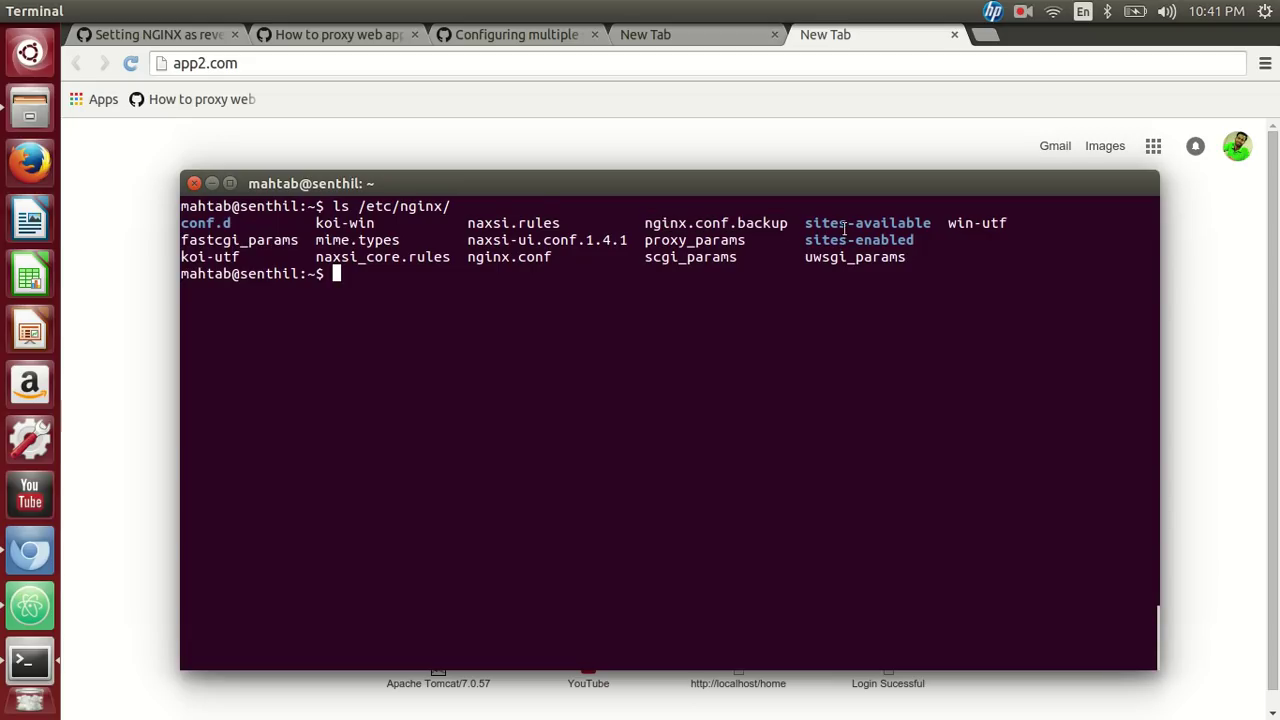 Terminal
hp
En
10:41 PM
Setting NGINX as reve
How to proxy web app
Configuring multiple
New Tab
New Tab
app2.com
Apps
How to proxy web
Gmail
Images
mahtab@senthil: ~
mahtab@senthil:~$ ls /etc/nginx/
conf.d koi-win naxsi.rules nginx.conf.backup sites-available win-utf
fastcgi_params mime.types naxsi-ui.conf.1.4.1 proxy_params sites-enabled
koi-utf naxsi_core.rules nginx.conf scgi_params uwsgi_params
mahtab@senthil:~$
a
You
Tube
>_
Apache Tomcat/7.0.57
YouTube
http://localhost/home
Login Sucessful